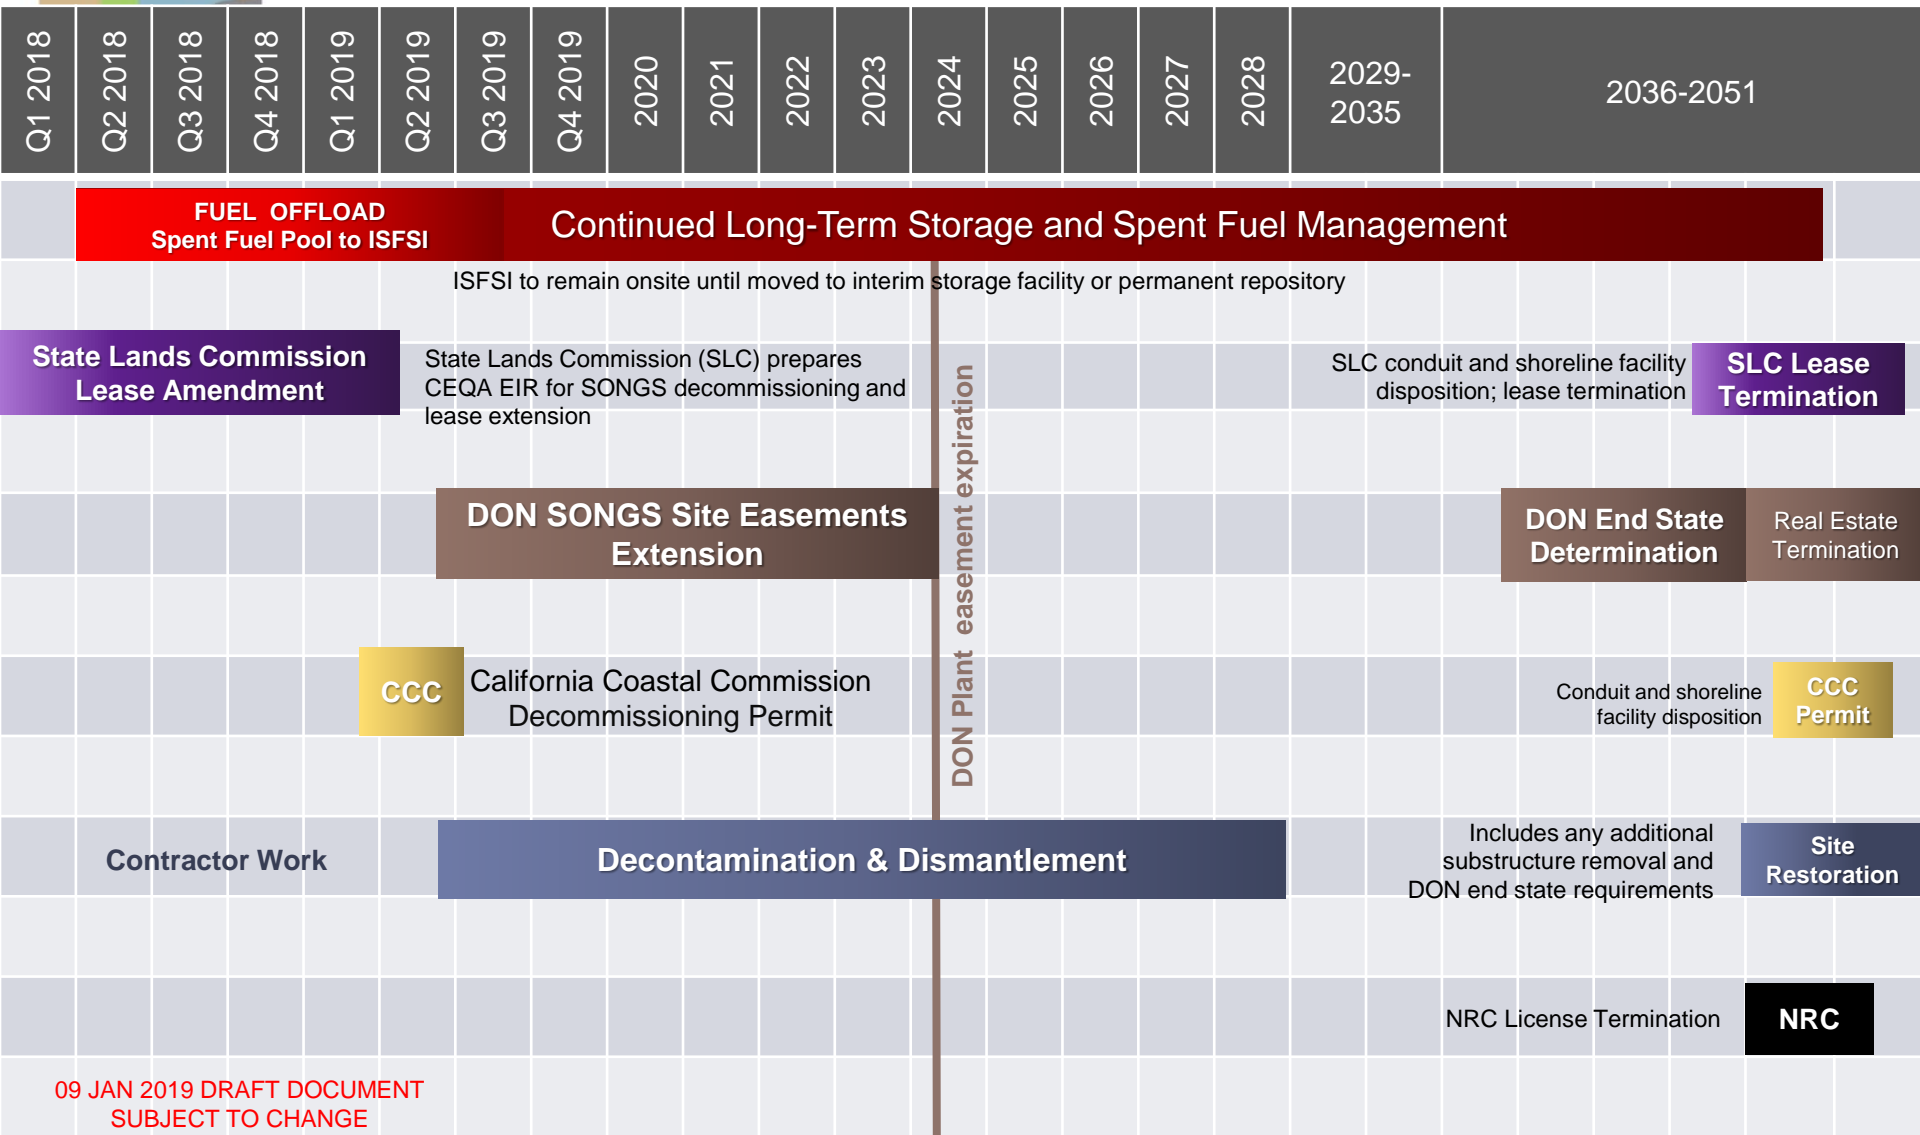 Q1 2018
Q2 2018
Q3 2018
Q4 2018
Q1 2019
Q2 2019
Q3 2019
Q4 2019
2020
2021
2022
2023
2024
2025
2026
2027
2028
2029-
2035
2036-2051
FUEL OFFLOAD
Spent Fuel Pool to ISFSI
Continued Long-Term Storage and Spent Fuel Management
ISFSI to remain onsite until moved to interim storage facility or permanent repository
State Lands Commission
Lease Amendment
State Lands Commission (SLC) prepares
CEQA EIR for SONGS decommissioning and
lease extension
SLC conduit and shoreline facility
disposition; lease termination
SLC Lease
Termination
DON Plant easement expiration
DON SONGS Site Easements
Extension
DON End State
Determination
Real Estate
Termination
CCC
California Coastal Commission
Decommissioning Permit
Conduit and shoreline
facility disposition
CCC
Permit
Contractor Work
Decontamination & Dismantlement
Includes any additional
substructure removal and
DON end state requirements
Site
Restoration
NRC License Termination
NRC
09 JAN 2019 DRAFT DOCUMENT
SUBJECT TO CHANGE